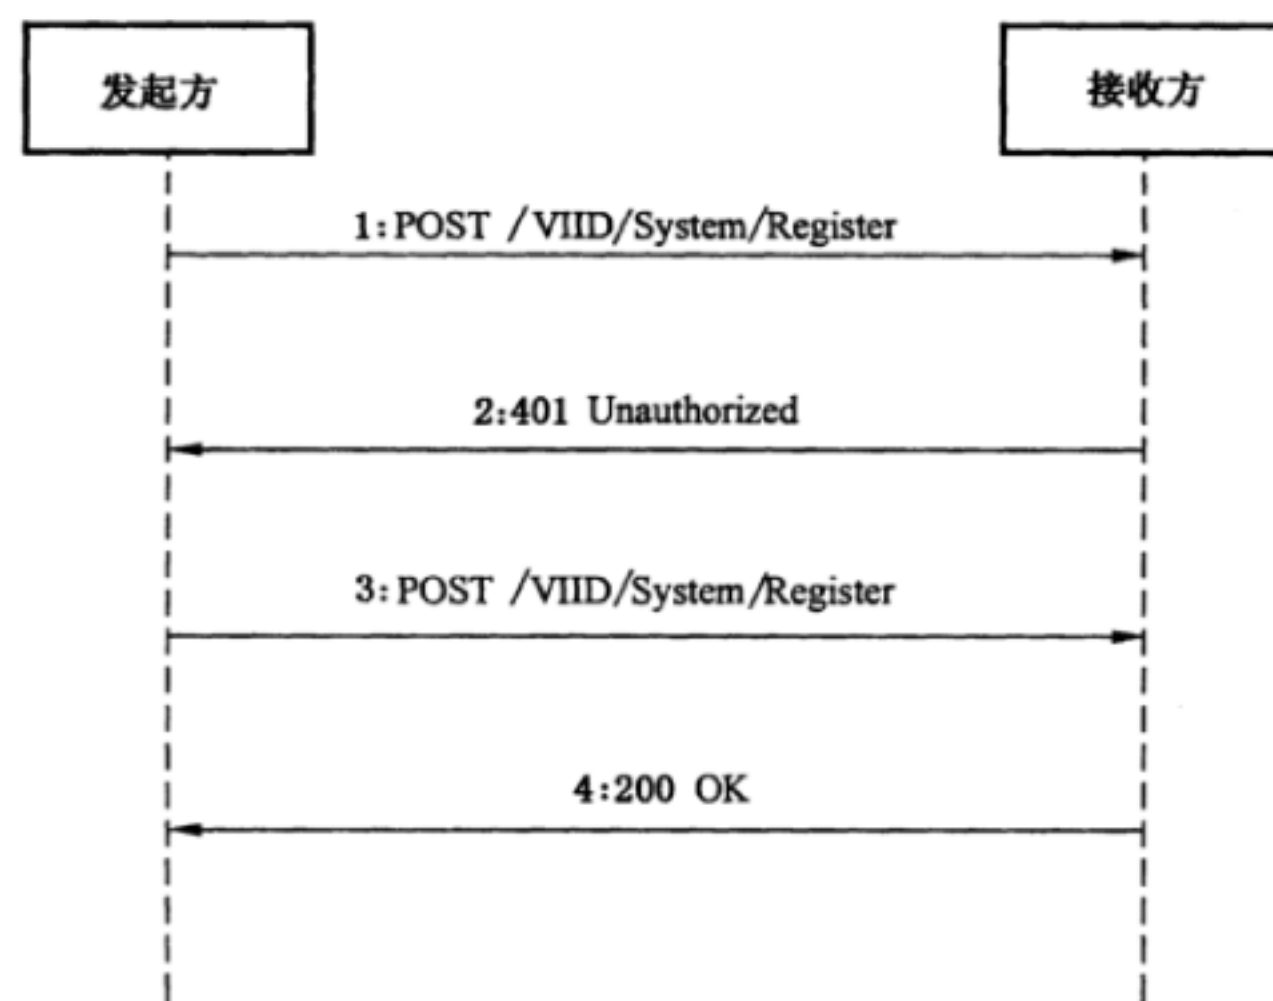 发起方
接收方
1:POST /VIID/System/Register
2:401 Unauthorized
3:POST /VIID/System/Register
4:200 OK